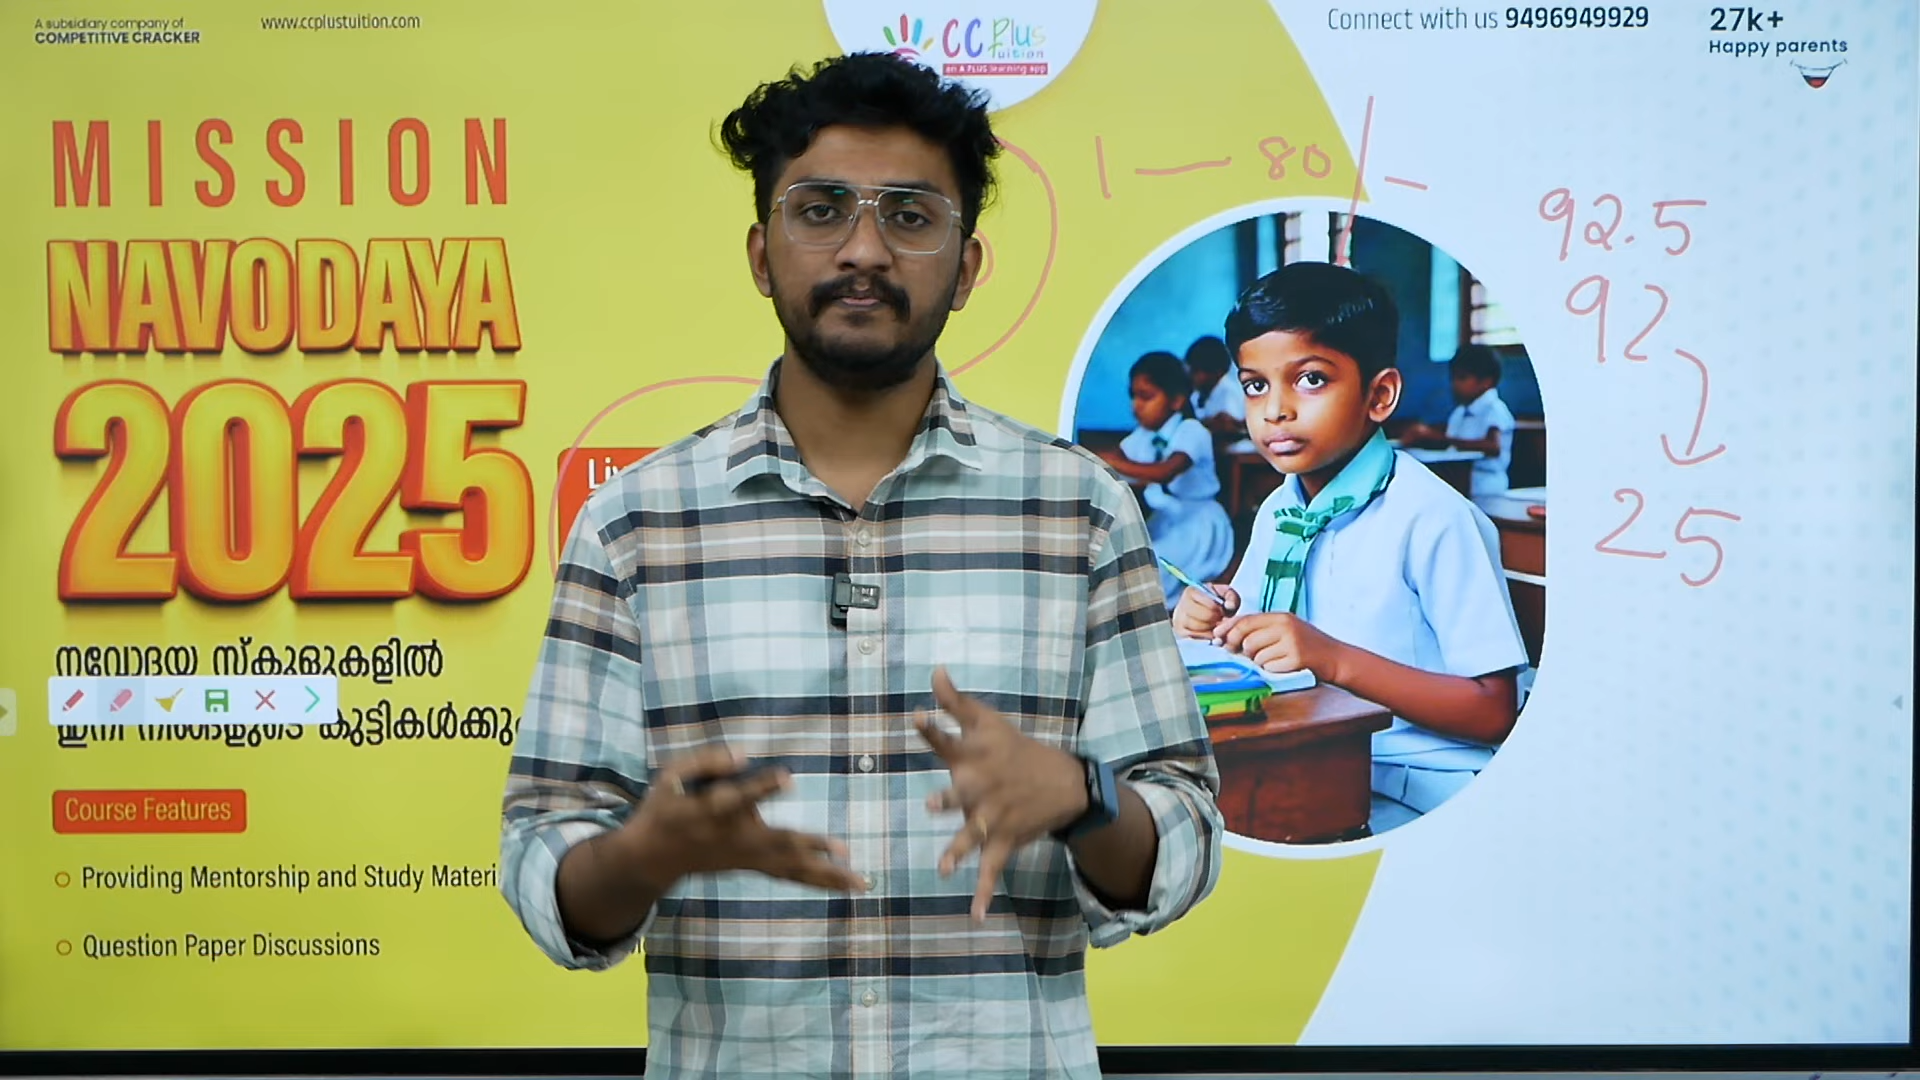 A subsidiary company of
COMPETITIVE CRACKER
www.ccplustuition.com
CC Plus
Tuition
an A PLUS learning app
Connect with us 9496949929
27k+
Happy parents
MISSION
NAVODAYA
2025
1 — 80/-
92.5
92
25
നവോദയ സ്കൂളുകളിൽ
ഇനി നിങ്ങളുടെ കുട്ടികൾക്കും
Course Features
Providing Mentorship and Study Materi
Question Paper Discussions